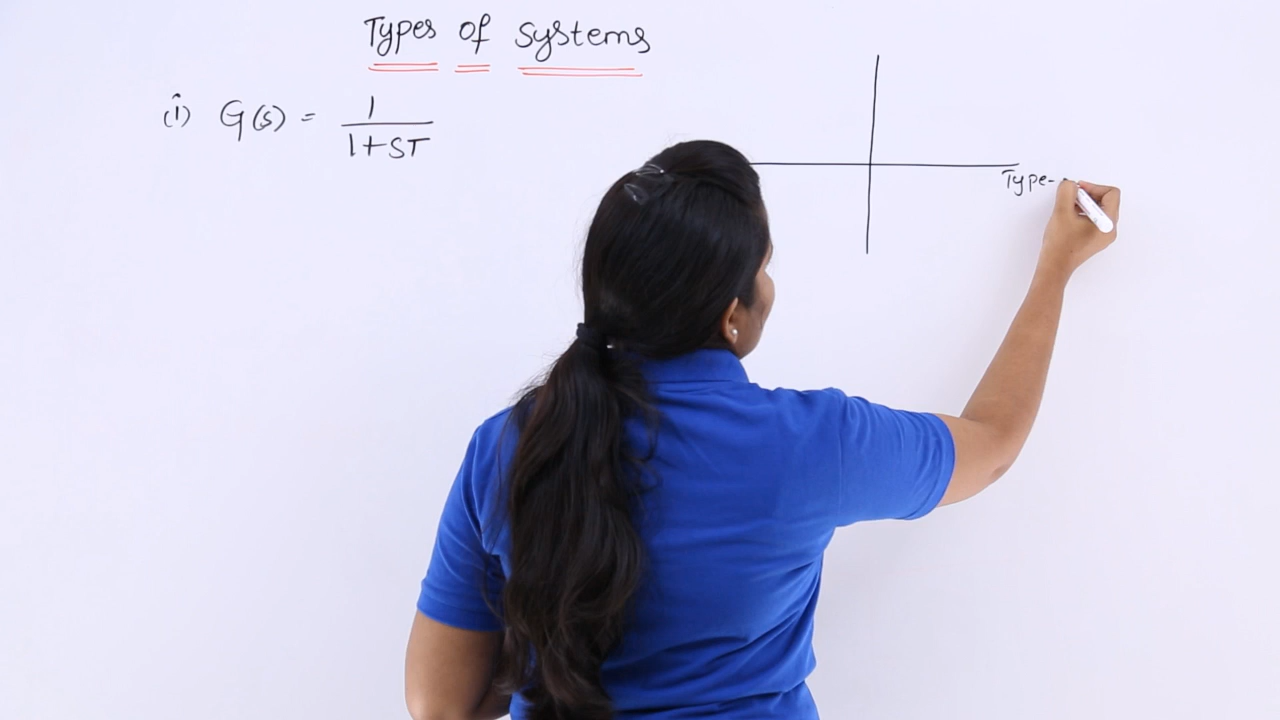 Types of Systems
(i) G(s) = 1 / 1+ST
Type-